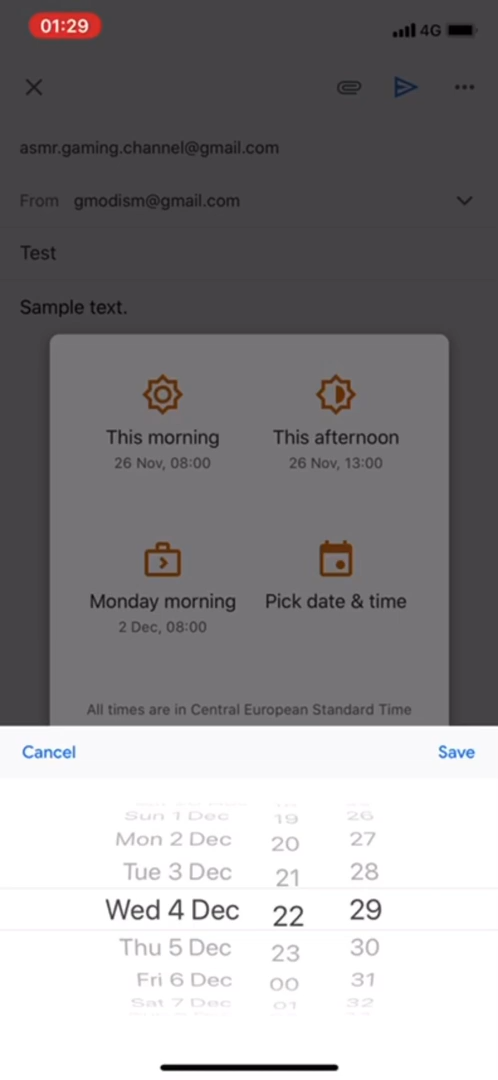 01:29 4G
asmr.gaming.channel@gmail.com
From gmodism@gmail.com
Test
Sample text.
This morning This afternoon
26 Nov, 08:00 26 Nov, 13:00
Monday morning Pick date & time
2 Dec, 08:00
All times are in Central European Standard Time
Cancel Save
Sun 1 Dec 19 26
Mon 2 Dec 20 27
Tue 3 Dec 21 28
Wed 4 Dec 22 29
Thu 5 Dec 23 30
Fri 6 Dec 00 31
Sat 7 Dec 01 32